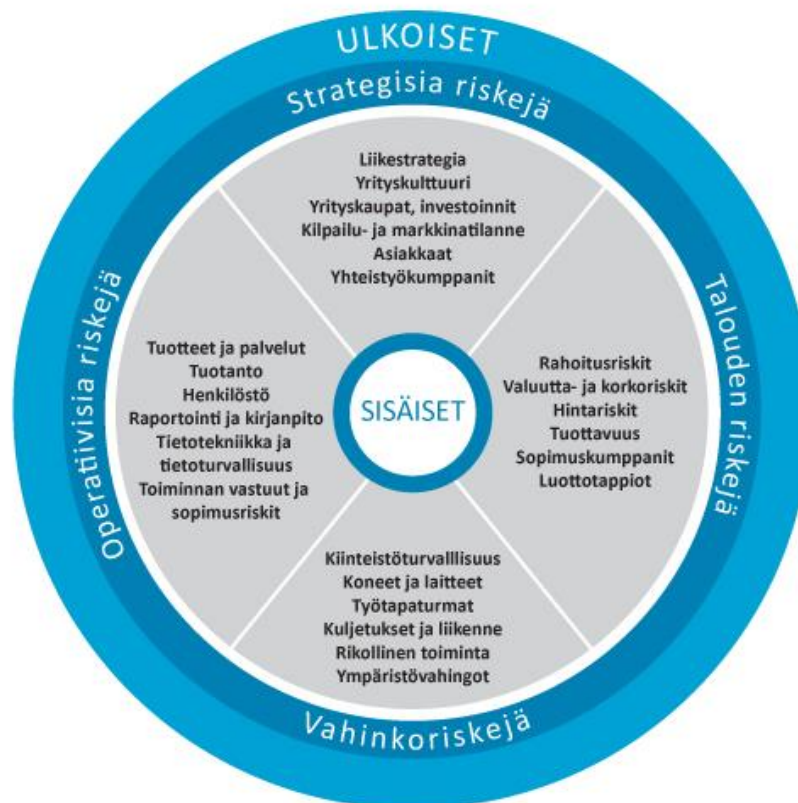 ULKOISET
Strategisia riskejä
Liikestrategia
Yrityskulttuuri
Yrityskaupat, investoinnit
Kilpailu- ja markkinatilanne
Asiakkaat
Yhteistyökumppanit
Operatiivisia riskejä
Tuotteet ja palvelut
Tuotanto
Henkilöstö
Raportointi ja kirjanpito
Tietotekniikka ja
tietoturvallisuus
Toiminnan vastuut ja
sopimusriskit
SISÄISET
Talouden riskejä
Rahoitusriskit
Valuutta- ja korkoriskit
Hintariskit
Tuottavuus
Sopimuskumppanit
Luottotappiot
Kiinteistöturvalllisuus
Koneet ja laitteet
Työtapaturmat
Kuljetukset ja liikenne
Rikollinen toiminta
Ympäristövahingot
Vahinkoriskejä